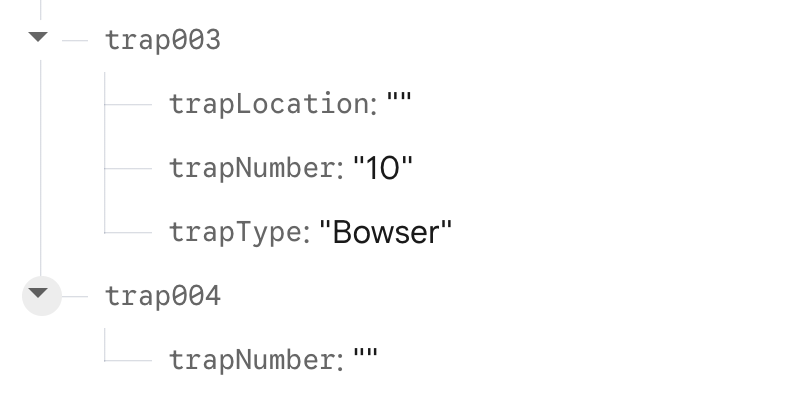 trap003
trapLocation: ""
trapNumber: "10"
trapType: "Bowser"
trap004
trapNumber: ""